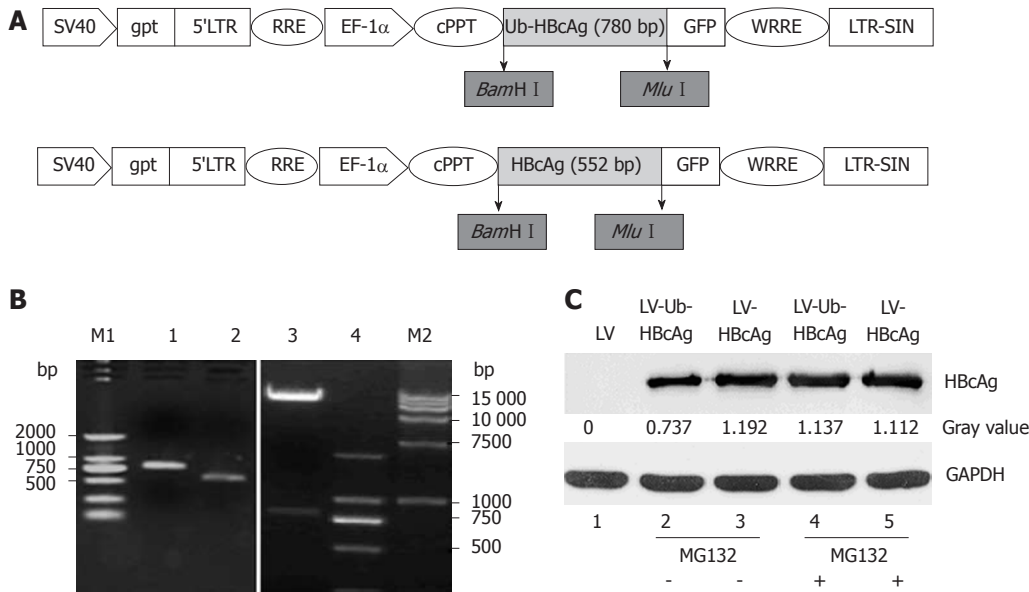 A
SV40 gpt 5'LTR RRE EF-1α cPPT Ub-HBcAg (780 bp) GFP WRRE LTR-SIN
BamH I Mlu I
SV40 gpt 5'LTR RRE EF-1α cPPT HBcAg (552 bp) GFP WRRE LTR-SIN
BamH I Mlu I
B
M1 1 2 3 4 M2
bp
2000
1000
750
500
bp
15 000
10 000
7500
1000
750
500
C
LV
LV-Ub-
HBcAg
LV-
HBcAg
LV-Ub-
HBcAg
LV-
HBcAg
HBcAg
0 0.737 1.192 1.137 1.112 Gray value
GAPDH
1 2 3 4 5
MG132 MG132
- - + +